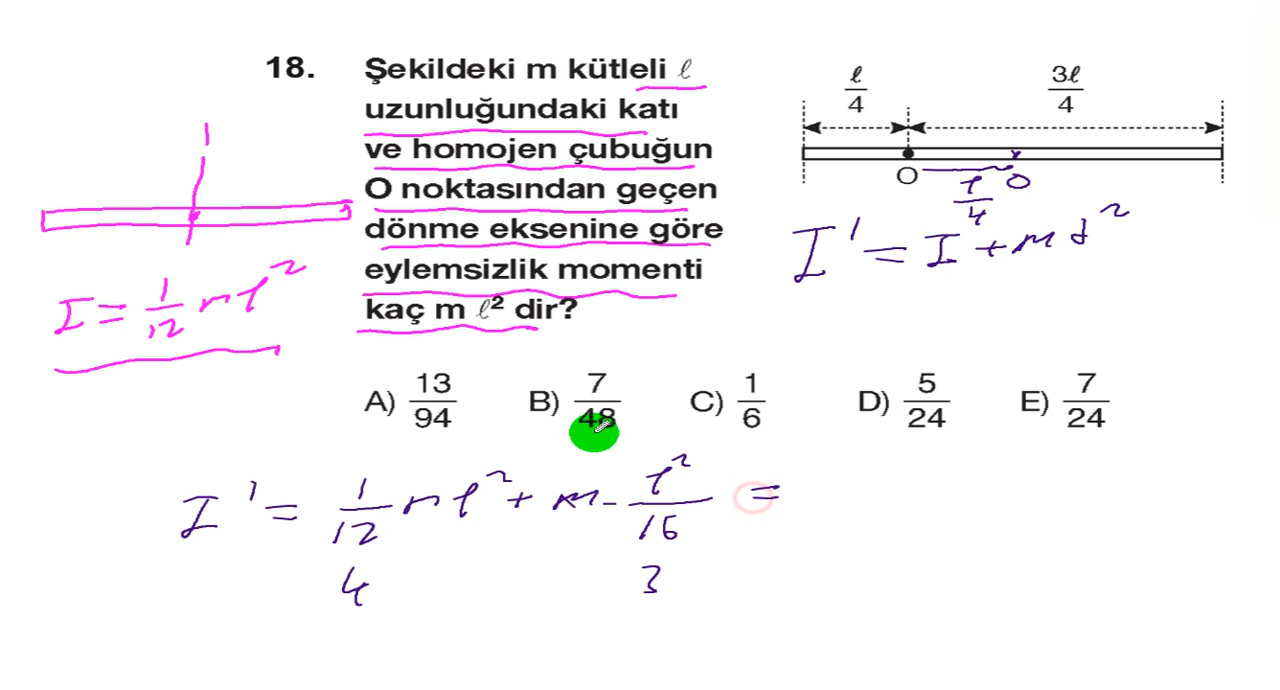 18. Şekildeki m kütleli ℓ
uzunluğundaki katı
ve homojen çubuğun
O noktasından geçen
dönme eksenine göre
eylemsizlik momenti
kaç m ℓ² dir?
ℓ/4 3ℓ/4
O
ℓ/4
I' = I + md²
I = 1/12 mℓ²
A) 13/94 B) 7/48 C) 1/6 D) 5/24 E) 7/24
I' = 1/12 mℓ² + m · ℓ²/16 =
4 3